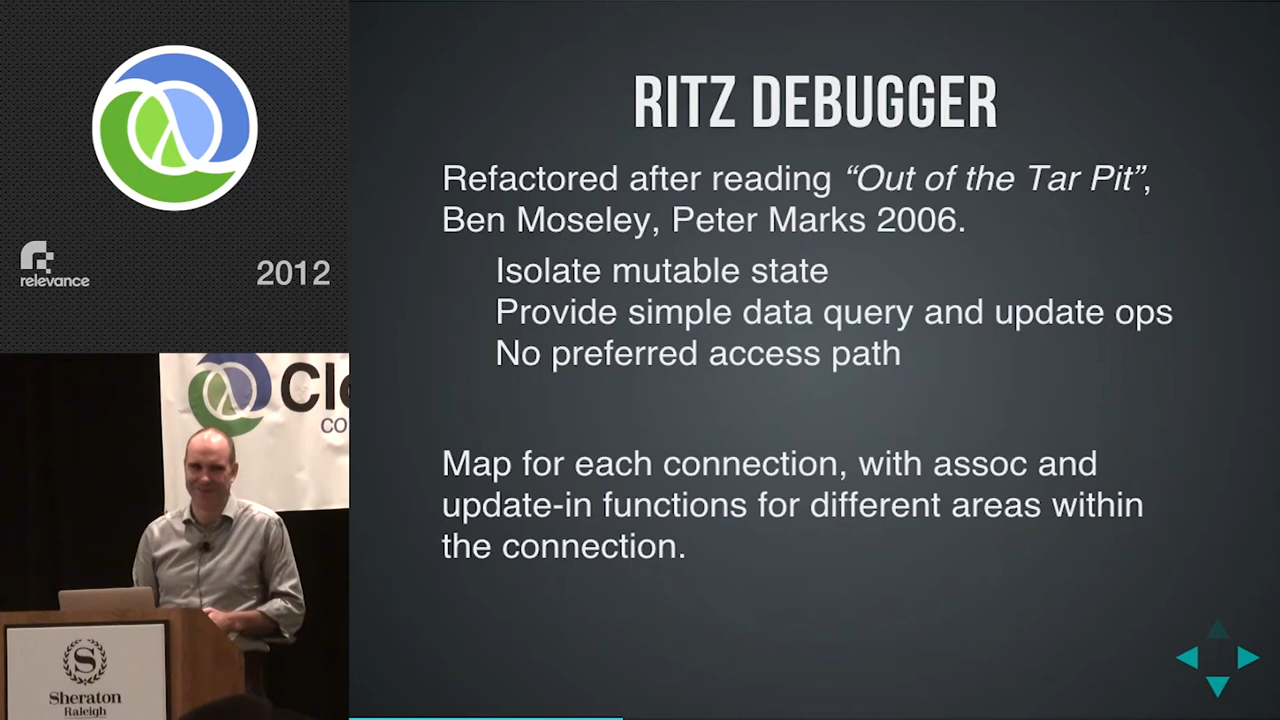 relevance
2012
Clo
CO
S
Sheraton
Raleigh
RITZ DEBUGGER
Refactored after reading “Out of the Tar Pit”,
Ben Moseley, Peter Marks 2006.
Isolate mutable state
Provide simple data query and update ops
No preferred access path
Map for each connection, with assoc and
update-in functions for different areas within
the connection.